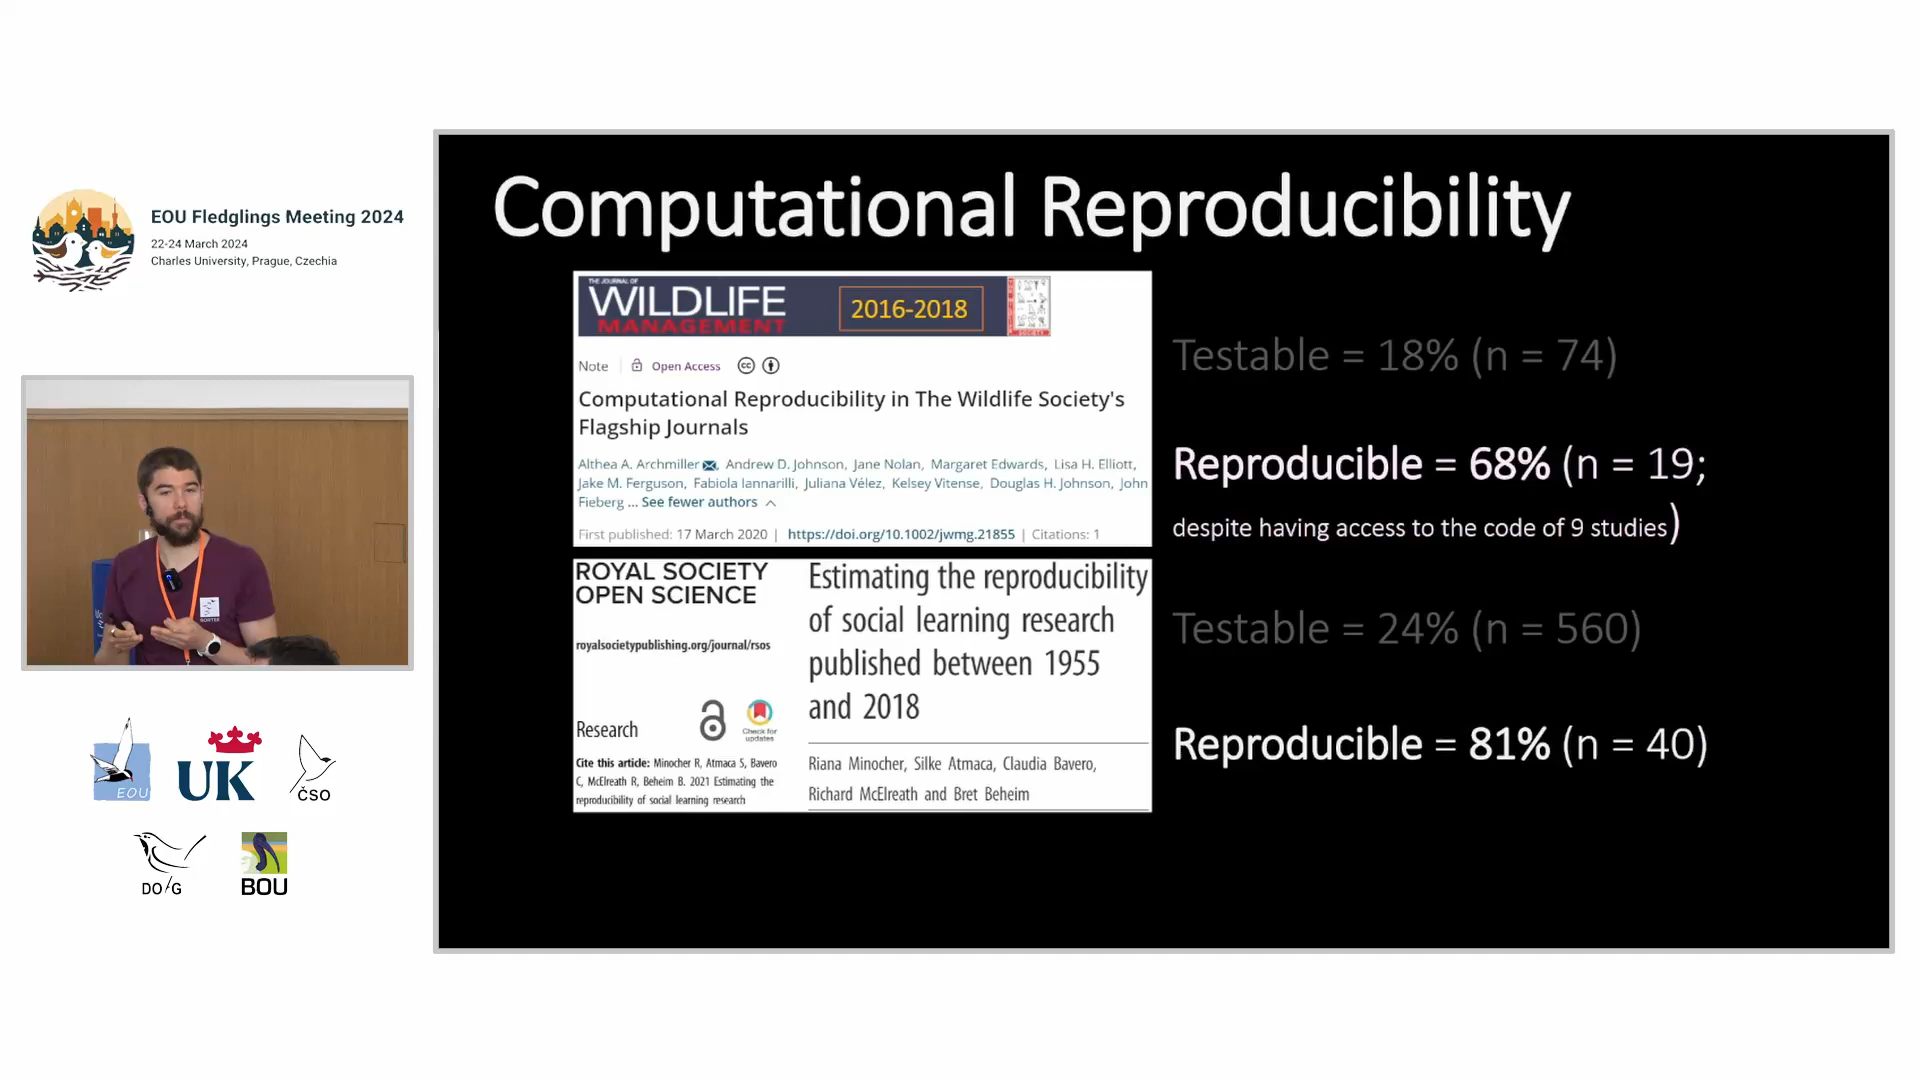 EOU Fledglings Meeting 2024
22-24 March 2024
Charles University, Prague, Czechia
EOU
UK
ČSO
DO/G
BOU
Computational Reproducibility
THE JOURNAL OF
WILDLIFE
MANAGEMENT
2016-2018
Note
Open Access
cc
Computational Reproducibility in The Wildlife Society's
Flagship Journals
Althea A. Archmiller, Andrew D. Johnson, Jane Nolan, Margaret Edwards, Lisa H. Elliott,
Jake M. Ferguson, Fabiola Iannarilli, Juliana Vélez, Kelsey Vitense, Douglas H. Johnson, John
Fieberg ... See fewer authors
First published: 17 March 2020 | https://doi.org/10.1002/jwmg.21855 | Citations: 1
Testable = 18% (n = 74)
Reproducible = 68% (n = 19;
despite having access to the code of 9 studies)
ROYAL SOCIETY
OPEN SCIENCE
royalsocietypublishing.org/journal/rsos
Research
Check for
updates
Cite this article: Minocher R, Atmaca S, Bavero
C, McElreath R, Beheim B. 2021 Estimating the
reproducibility of social learning research
Estimating the reproducibility
of social learning research
published between 1955
and 2018
Riana Minocher, Silke Atmaca, Claudia Bavero,
Richard McElreath and Bret Beheim
Testable = 24% (n = 560)
Reproducible = 81% (n = 40)